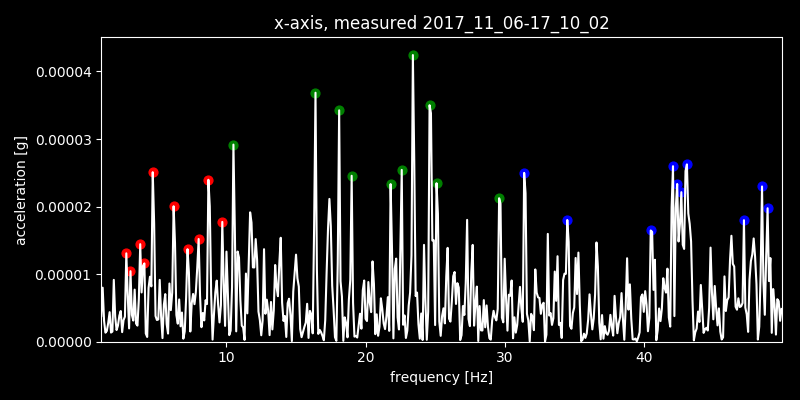 x-axis, measured 2017_11_06-17_10_02
0.00004
0.00003
0.00002
0.00001
0.00000
acceleration [g]
10 20 30 40
frequency [Hz]